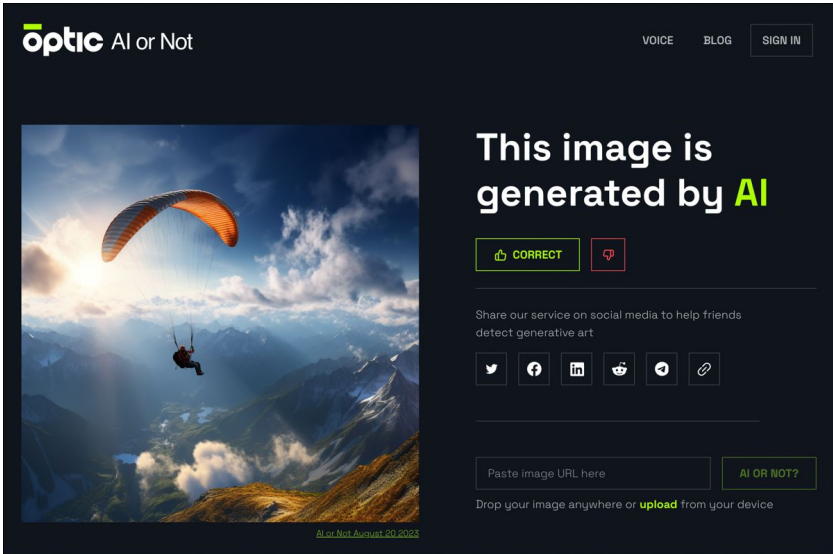 optic AI or Not
VOICE BLOG SIGN IN
This image is
generated by AI
CORRECT
Share our service on social media to help friends
detect generative art
Paste image URL here
AI OR NOT?
Drop your image anywhere or upload from your device
AI or Not August 20 2023